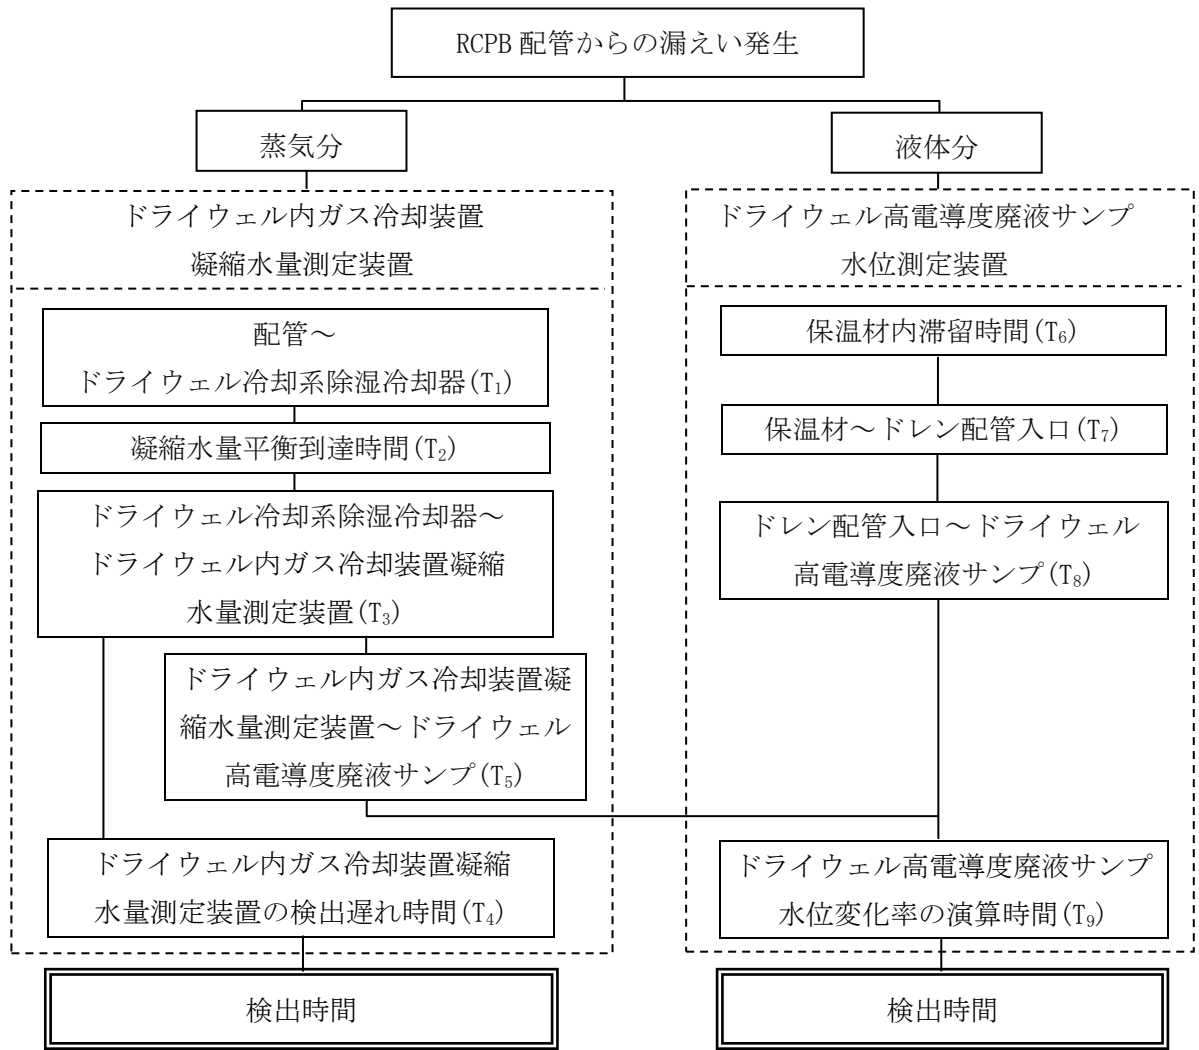 RCPB 配管からの漏えい発生
蒸気分
ドライウェル内ガス冷却装置
凝縮水量測定装置
配管～
ドライウェル冷却系除湿冷却器(T₁)
凝縮水量平衡到達時間(T₂)
ドライウェル冷却系除湿冷却器～
ドライウェル内ガス冷却装置凝縮
水量測定装置(T₃)
ドライウェル内ガス冷却装置凝
縮水量測定装置～ドライウェル
高電導度廃液サンプ(T₅)
ドライウェル内ガス冷却装置凝縮
水量測定装置の検出遅れ時間(T₄)
検出時間
液体分
ドライウェル高電導度廃液サンプ
水位測定装置
保温材内滞留時間(T₆)
保温材～ドレン配管入口(T₇)
ドレン配管入口～ドライウェル
高電導度廃液サンプ(T₈)
ドライウェル高電導度廃液サンプ
水位変化率の演算時間(T₉)
検出時間